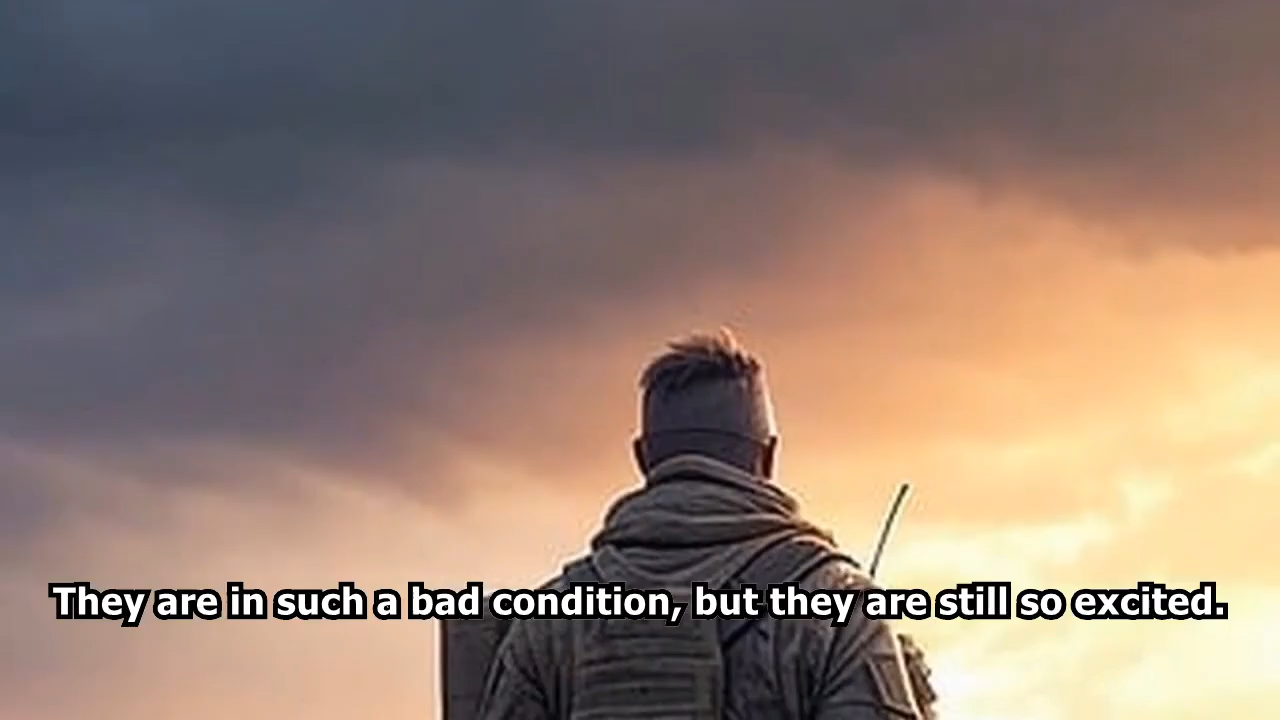 They are in such a bad condition, but they are still so excited.